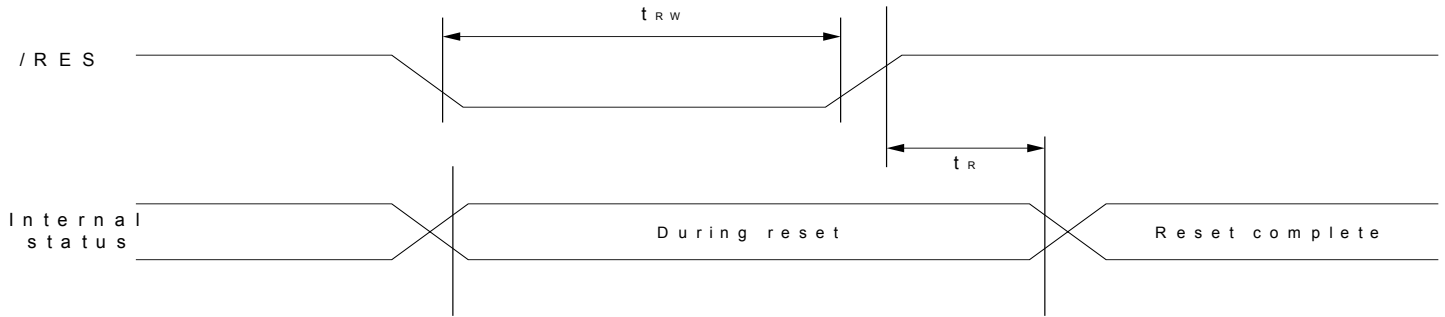 tRW
/RES
tR
Internal
status
During reset
Reset complete